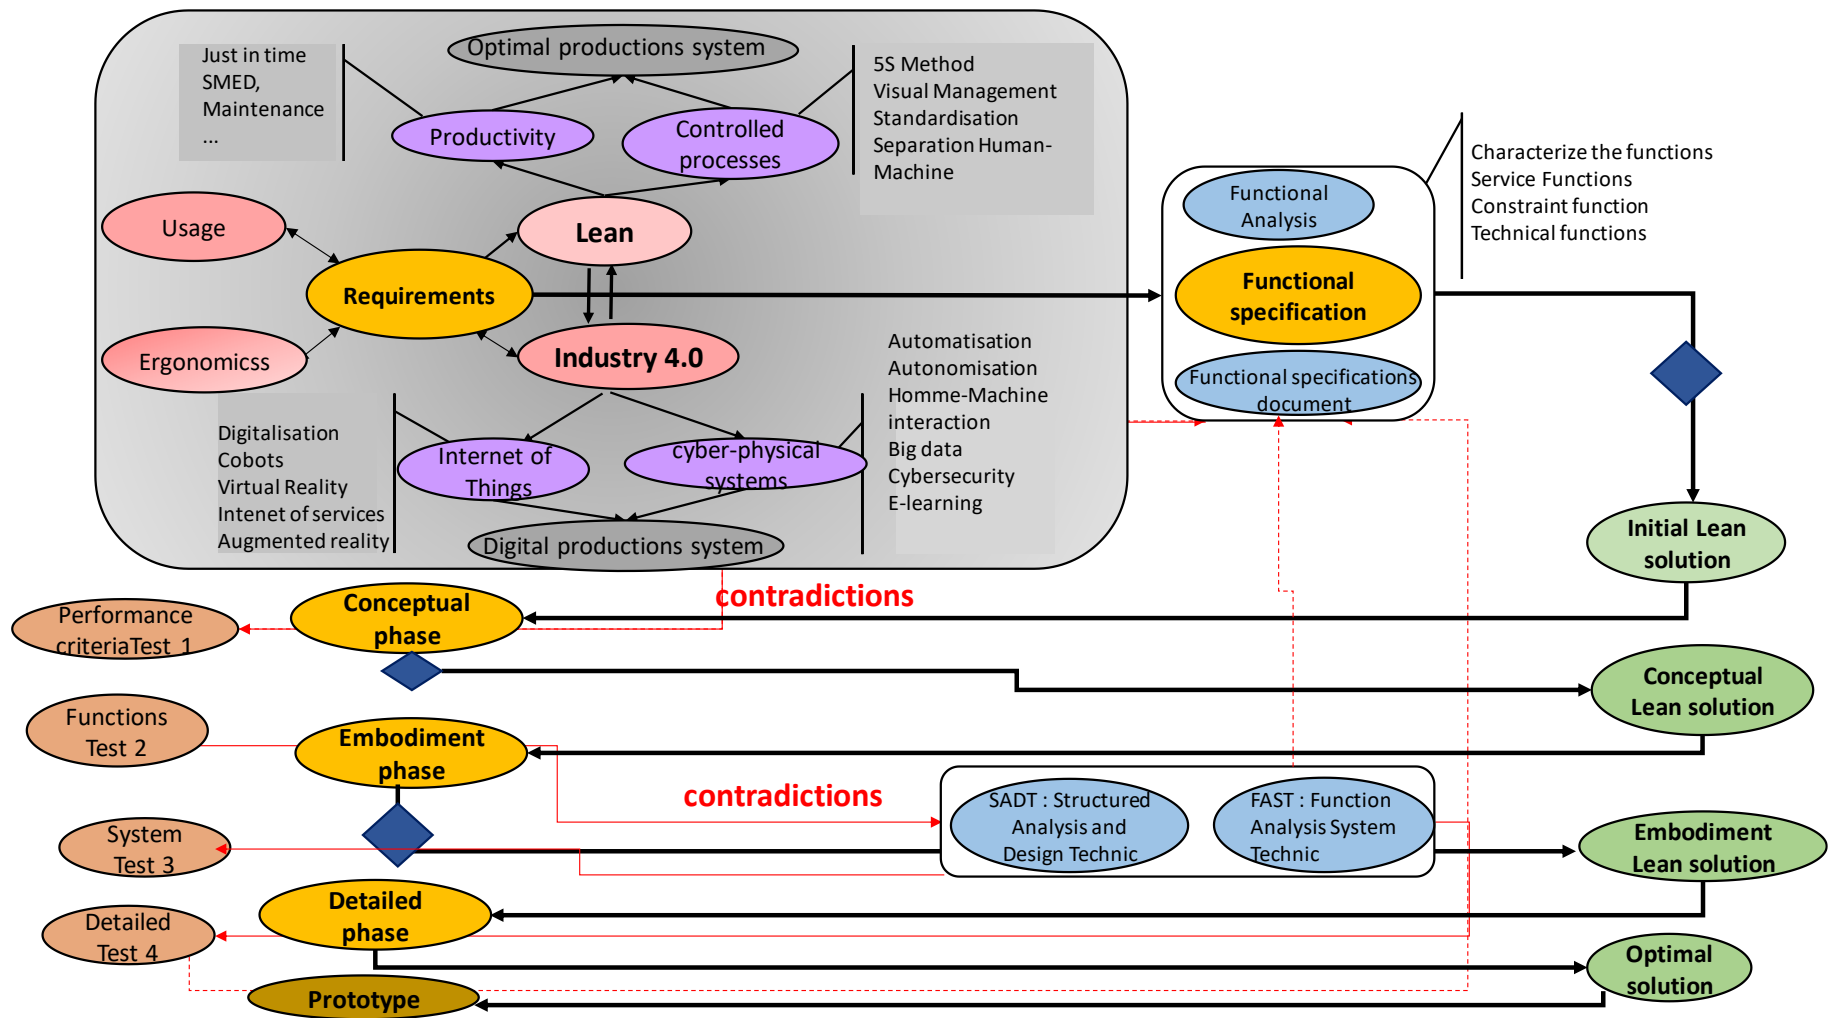 Optimal productions system
Just in time
SMED,
Maintenance
...
5S Method
Visual Management
Standardisation
Separation Human-
Machine
Productivity
Controlled
processes
Characterize the functions
Service Functions
Constraint function
Technical functions
Functional
Analysis
Usage
Lean
Requirements
Functional
specification
Ergonomicss
Industry 4.0
Automatisation
Autonomisation
Homme-Machine
interaction
Big data
Cybersecurity
E-learning
Functional specifications
document
Digitalisation
Cobots
Virtual Reality
Intenet of services
Augmented reality
Internet of
Things
cyber-physical
systems
Digital productions system
Initial Lean
solution
contradictions
Performance
criteriaTest 1
Conceptual
phase
Conceptual
Lean solution
Functions
Test 2
Embodiment
phase
contradictions
SADT : Structured
Analysis and
Design Technic
FAST : Function
Analysis System
Technic
System
Test 3
Embodiment
Lean solution
Detailed
phase
Detailed
Test 4
Optimal
solution
Prototype